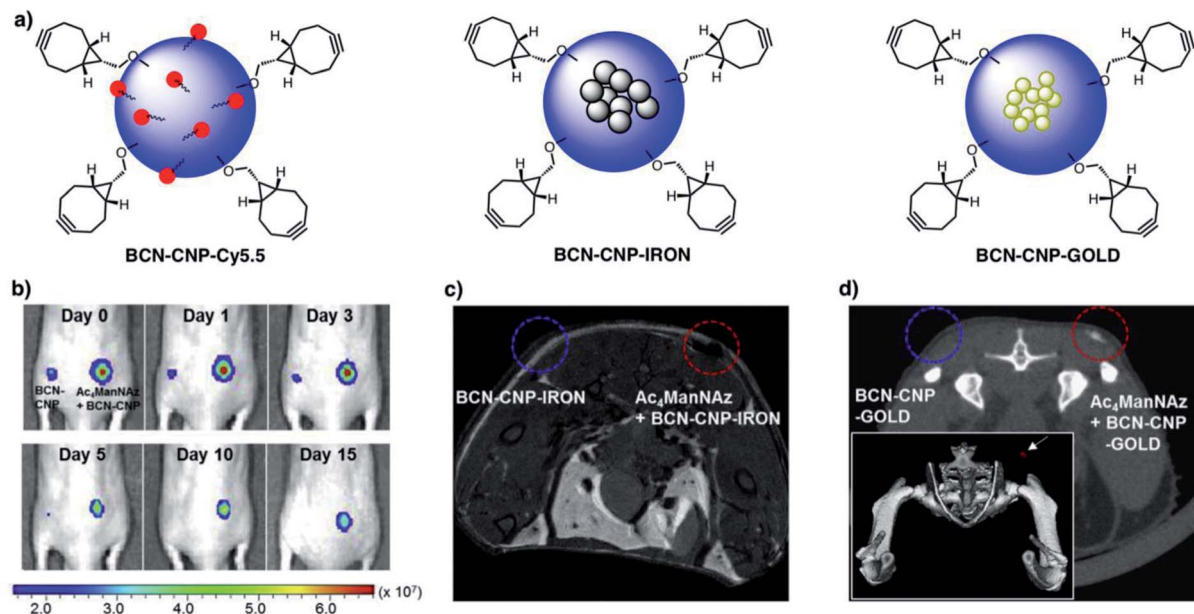 a)
H
H
O
H
H
O
H
H
O
H
H
O
BCN-CNP-Cy5.5
H
H
O
H
H
O
H
H
O
H
H
O
BCN-CNP-IRON
H
H
O
H
H
O
H
H
O
H
H
O
BCN-CNP-GOLD
b)
Day 0
Day 1
Day 3
BCN-
CNP
Ac₄ManNAz
+ BCN-CNP
Day 5
Day 10
Day 15
2.0 3.0 4.0 5.0 6.0 (x 10⁷)
c)
BCN-CNP-IRON
Ac₄ManNAz
+ BCN-CNP-IRON
d)
BCN-CNP
-GOLD
Ac₄ManNAz
+ BCN-CNP
-GOLD